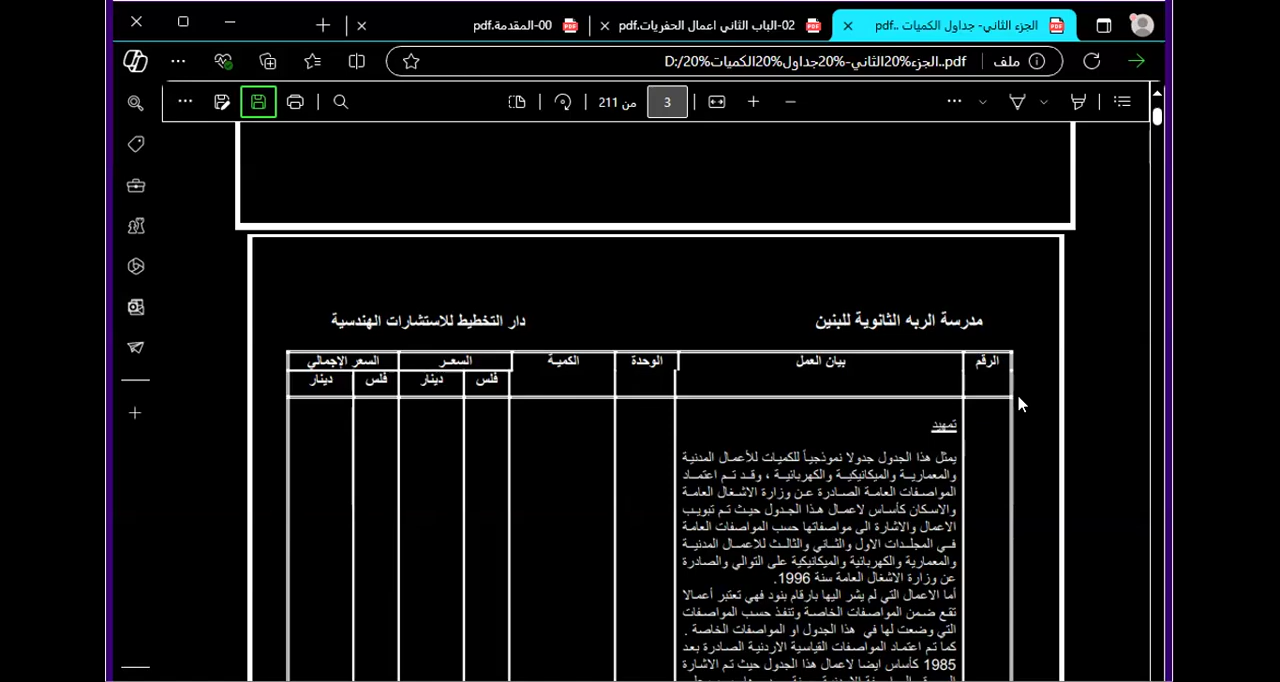 الجزء الثاني- جداول الكميات ..pdf
02-الباب الثاني اعمال الحفريات.pdf
00-المقدمة.pdf
ملف
D:/الجزء%20الثاني-%20جداول%20الكميات%20..pdf
3
من 211
مدرسة الربه الثانوية للبنين
دار التخطيط للاستشارات الهندسية
الرقم
بيان العمل
الوحدة
الكمية
السعر
السعر الإجمالي
فلس
دينار
فلس
دينار
تمهيد
يمثل هذا الجدول جدولا نموذجياً للكميات للأعمال المدنية
والمعمارية والميكانيكية والكهربائية ، وقد تم اعتماد
المواصفات العامة الصادرة عن وزارة الاشغال العامة
والاسكان كأساس لاعمال هذا الجدول حيث تم تبويب
الاعمال والاشارة الى مواصفاتها حسب المواصفات العامة
في المجلدات الاول والثاني والثالث للاعمال المدنية
والمعمارية والكهربائية والميكانيكية على التوالي والصادرة
عن وزارة الاشغال العامة سنة 1996.
أما الاعمال التي لم يشر اليها بارقام بنود فهي تعتبر أعمالا
تقع ضمن المواصفات الخاصة وتنفذ حسب المواصفات
التي وضعت لها في هذا الجدول او المواصفات الخاصة .
كما تم اعتماد المواصفات القياسية الاردنية الصادرة بعد
1985 كأساس ايضا لاعمال هذا الجدول حيث تم الاشارة